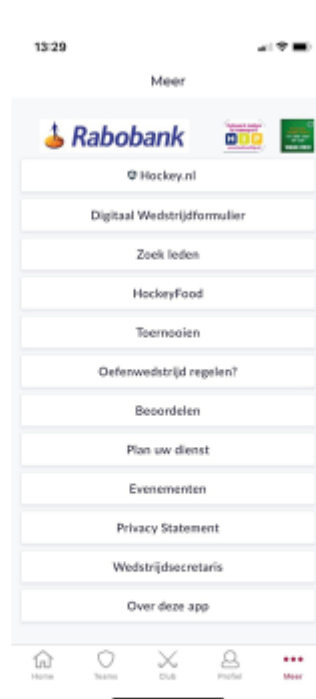 13:29
Meer
Rabobank
Hockey.nl
Digitaal Wedstrijdformulier
Zoek leden
HockeyFood
Toernooien
Oefenwedstrijd regelen?
Beoordelen
Plan uw dienst
Evenementen
Privacy Statement
Wedstrijdsecretaris
Over deze app
Home
Teams
Club
Profiel
Meer